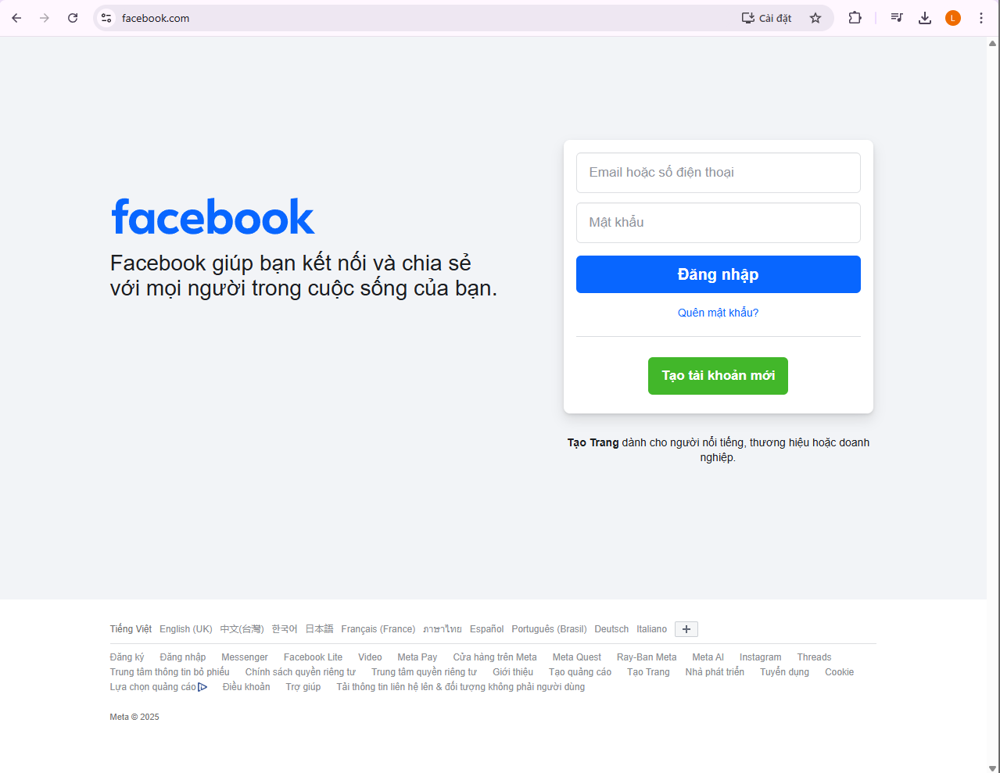 facebook.com
Cài đặt
L
Email hoặc số điện thoại
Mật khẩu
facebook
Facebook giúp bạn kết nối và chia sẻ
với mọi người trong cuộc sống của bạn.
Đăng nhập
Quên mật khẩu?
Tạo tài khoản mới
Tạo Trang dành cho người nổi tiếng, thương hiệu hoặc doanh
nghiệp.
Tiếng Việt English (UK) 中文(台灣) 한국어 日本語 Français (France) ภาษาไทย Español Português (Brasil) Deutsch Italiano
Đăng ký Đăng nhập Messenger Facebook Lite Video Meta Pay Cửa hàng trên Meta Meta Quest Ray-Ban Meta Meta AI Instagram Threads
Trung tâm thông tin bỏ phiếu Chính sách quyền riêng tư Trung tâm quyền riêng tư Giới thiệu Tạo quảng cáo Tạo Trang Nhà phát triển Tuyển dụng Cookie
Lựa chọn quảng cáo Điều khoản Trợ giúp Tải thông tin liên hệ lên & đối tượng không phải người dùng
Meta © 2025